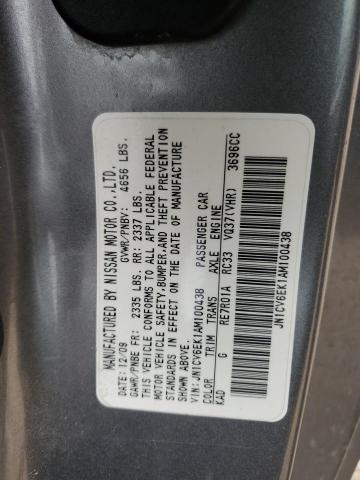 MANUFACTURED BY NISSAN MOTOR CO.,LTD.
DATE: 12/09 GVWR/PNBV: 4656 LBS.
GAWR/PNBE FR: 2335 LBS. RR: 2337 LBS.
THIS VEHICLE CONFORMS TO ALL APPLICABLE FEDERAL
MOTOR VEHICLE SAFETY,BUMPER,AND THEFT PREVENTION
STANDARDS IN EFFECT ON THE DATE OF MANUFACTURE
SHOWN ABOVE.
VIN: JN1CV6EK1AM100438 PASSENGER CAR
COLOR TRIM TRANS AXLE ENGINE
KAD G RE7R01A RC33 VQ37(VHR) 3696CC
JN1CV6EK1AM100438